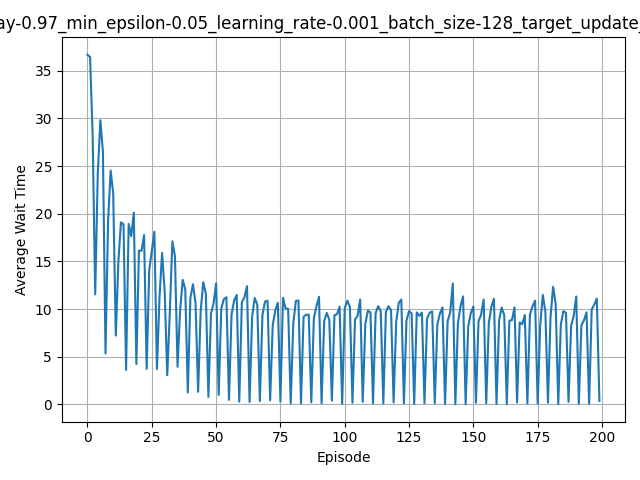 ay-0.97_min_epsilon-0.05_learning_rate-0.001_batch_size-128_target_update_
35
30
25
20
15
10
5
0
Average Wait Time
0 25 50 75 100 125 150 175 200
Episode